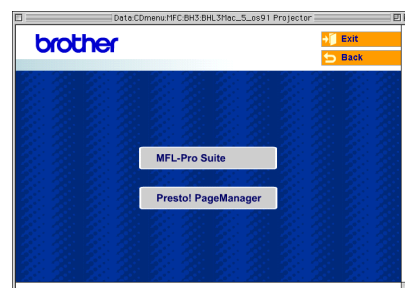 Data:CDmenu:MFC:BH3:BHL3Mac_5_os91 Projector
brother
Exit
Back
MFL-Pro Suite
Presto! PageManager